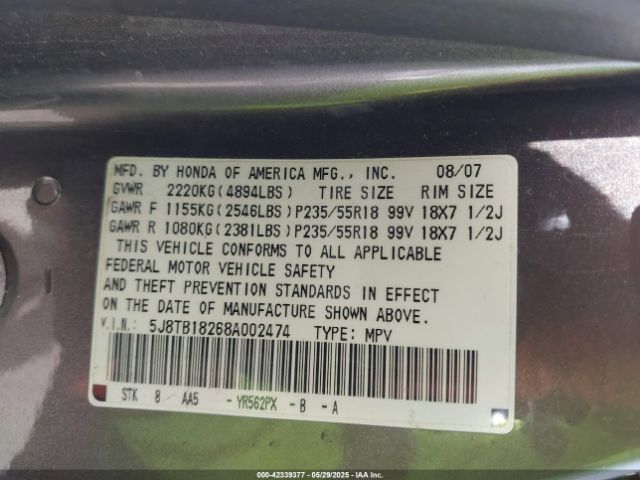 MFD. BY HONDA OF AMERICA MFG., INC. 08/07
GVWR 2220KG(4894LBS) TIRE SIZE RIM SIZE
GAWR F 1155KG(2546LBS)P235/55R18 99V 18X7 1/2J
GAWR R 1080KG(2381LBS)P235/55R18 99V 18X7 1/2J
THIS VEHICLE CONFORMS TO ALL APPLICABLE
FEDERAL MOTOR VEHICLE SAFETY
AND THEFT PREVENTION STANDARDS IN EFFECT
ON THE DATE OF MANUFACTURE SHOWN ABOVE.
V.I.N.: 5J8TB18268A002474 TYPE: MPV
STK 8 AA5 -YR562PX -B -A
000-42339377 - 05/29/2025 - IAA Inc.